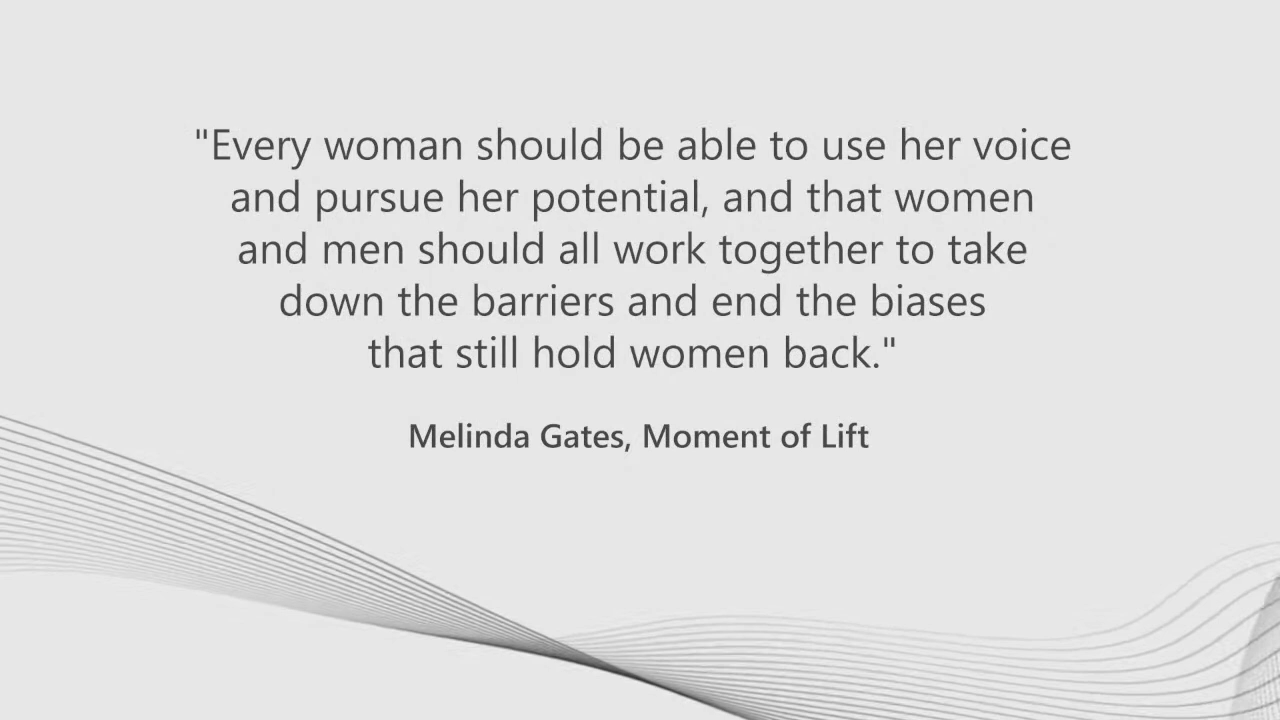 "Every woman should be able to use her voice
and pursue her potential, and that women
and men should all work together to take
down the barriers and end the biases
that still hold women back."
Melinda Gates, Moment of Lift